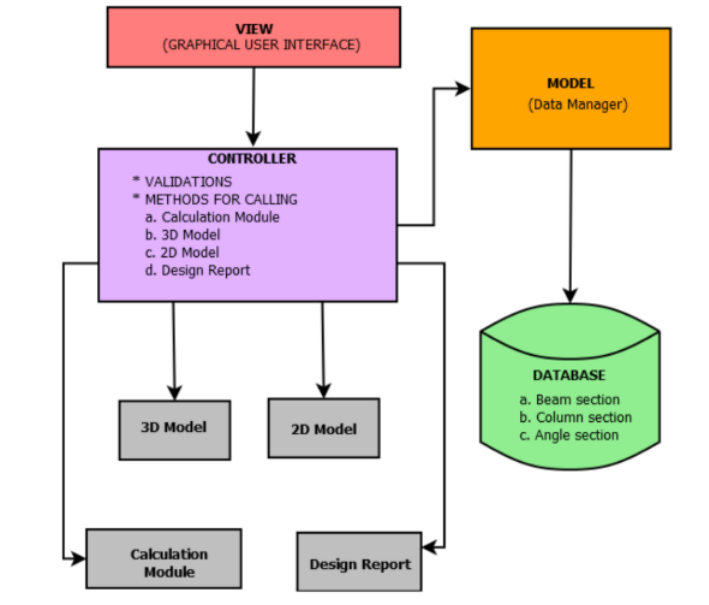 VIEW
(GRAPHICAL USER INTERFACE)
MODEL
(Data Manager)
CONTROLLER
* VALIDATIONS
* METHODS FOR CALLING
a. Calculation Module
b. 3D Model
c. 2D Model
d. Design Report
DATABASE
a. Beam section
b. Column section
c. Angle section
3D Model
2D Model
Calculation
Module
Design Report